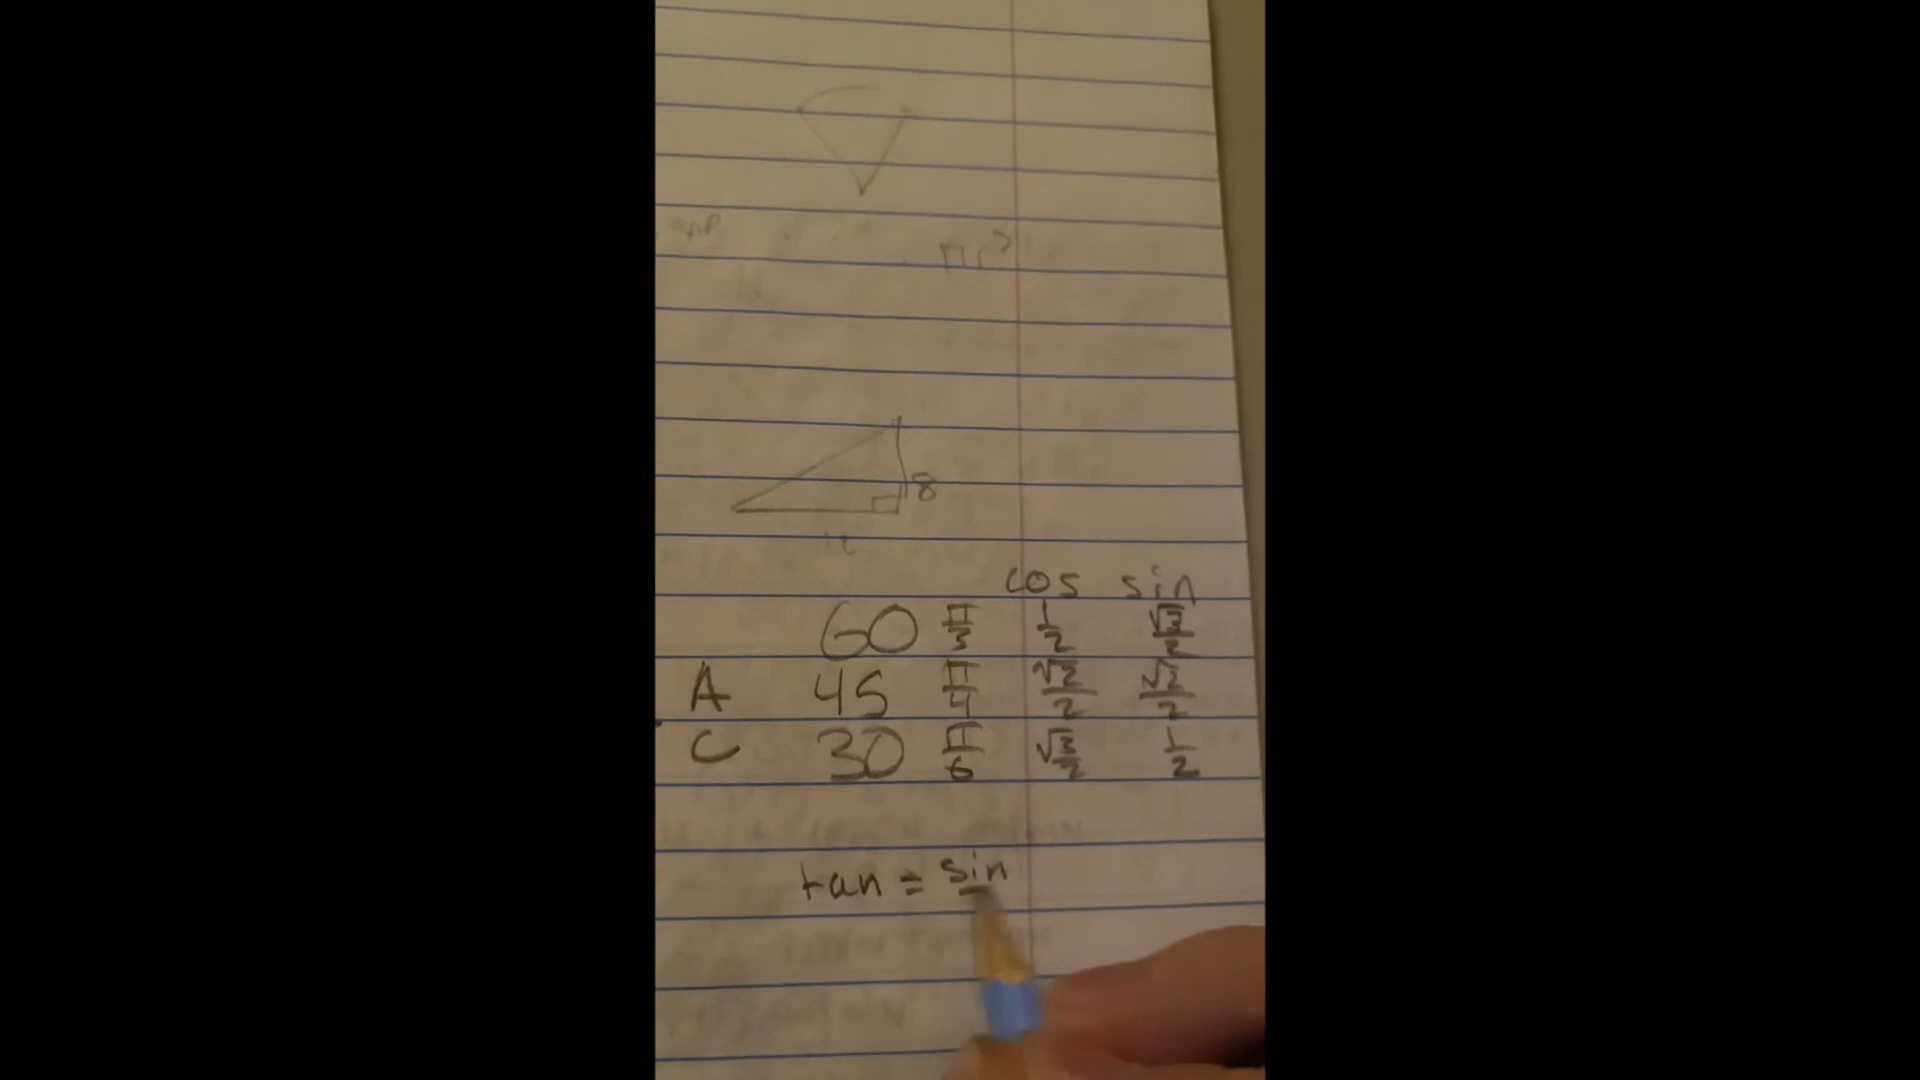 πr²
8
cos sin
60 π/3 1/2 √3/2
A 45 π/4 √2/2 √2/2
C 30 π/6 √3/2 1/2
tan = sin